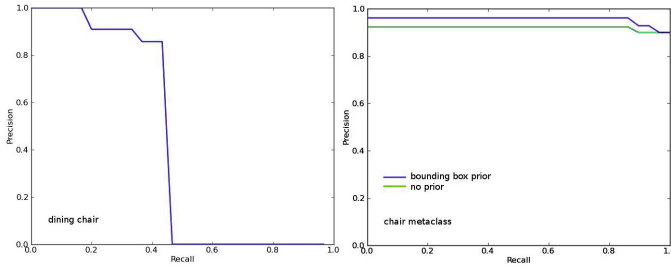 1.0
0.8
0.6
0.4
0.2
0.0
Precision
dining chair
0.0 0.2 0.4 0.6 0.8 1.0
Recall
1.0
0.8
0.6
0.4
0.2
0.0
Precision
bounding box prior
no prior
chair metaclass
0.0 0.2 0.4 0.6 0.8 1.
Recall